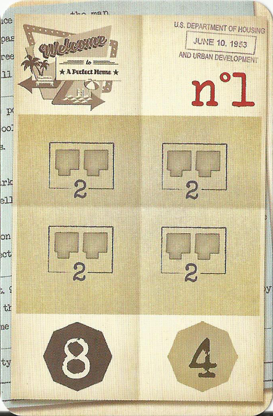 Welcome
to
A Perfect Home
U.S. DEPARTMENT OF HOUSING
JUNE 10, 1953
AND URBAN DEVELOPMENT
n°1
2 2
2 2
8 4